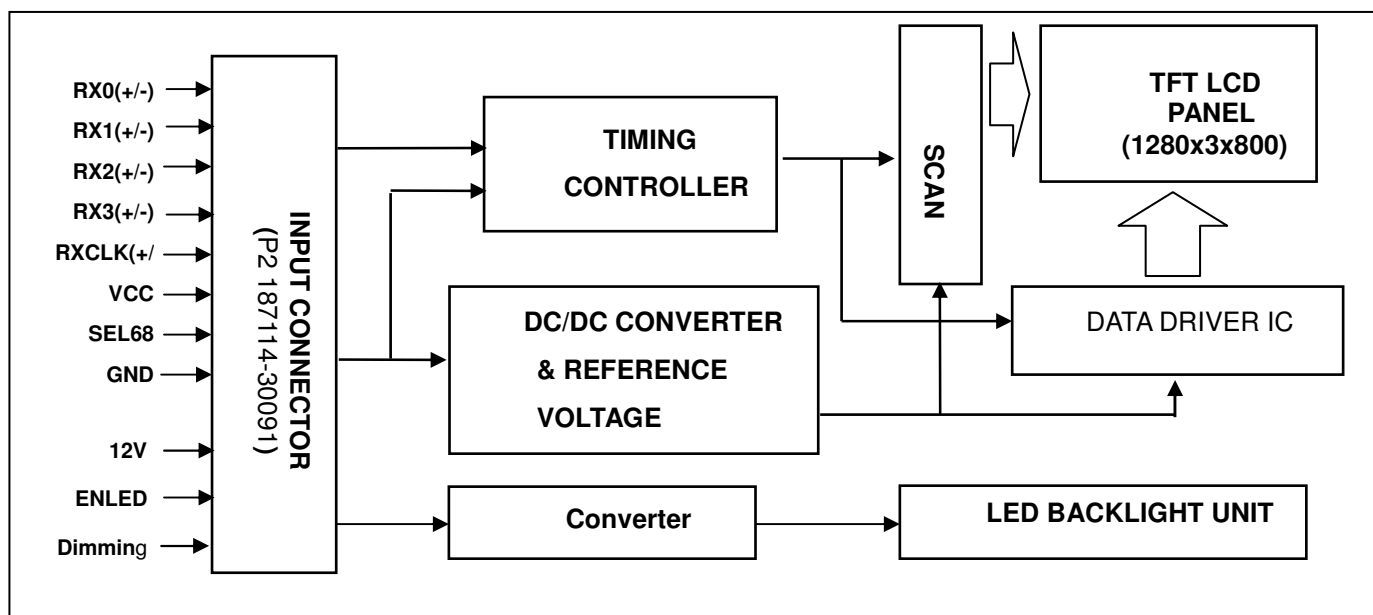 RX0(+/-)
RX1(+/-)
RX2(+/-)
RX3(+/-)
RXCLK(+/
VCC
SEL68
GND
12V
ENLED
Dimming
INPUT CONNECTOR
(P2 187114-30091)
TIMING
CONTROLLER
DC/DC CONVERTER
& REFERENCE
VOLTAGE
Converter
SCAN
TFT LCD
PANEL
(1280x3x800)
DATA DRIVER IC
LED BACKLIGHT UNIT